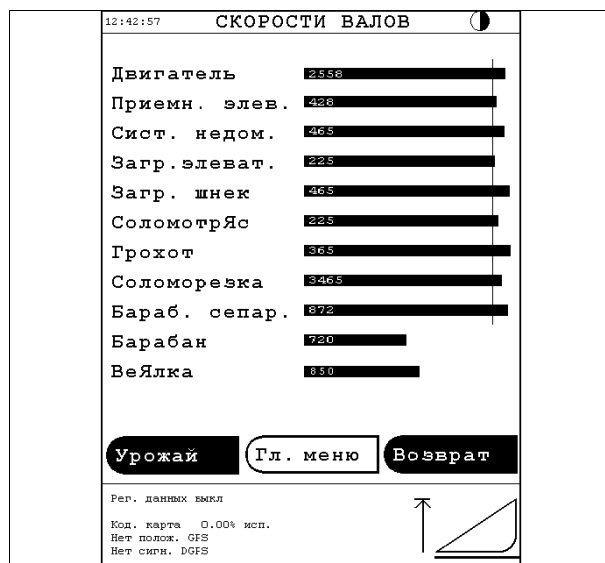 12:42:57 СКОРОСТИ ВАЛОВ
Двигатель 2558
Приемн. элев. 428
Сист. недом. 465
Загр.элеват. 225
Загр. шнек 465
СоломотрЯс 225
Грохот 365
Соломорезка 3465
Бараб. сепар. 872
Барабан 720
ВеЯлка 850
Урожай Гл. меню Возврат
Рег. данных выкл
Код. карта 0.00% исп.
Нет полож. GPS
Нет сигн. DGPS